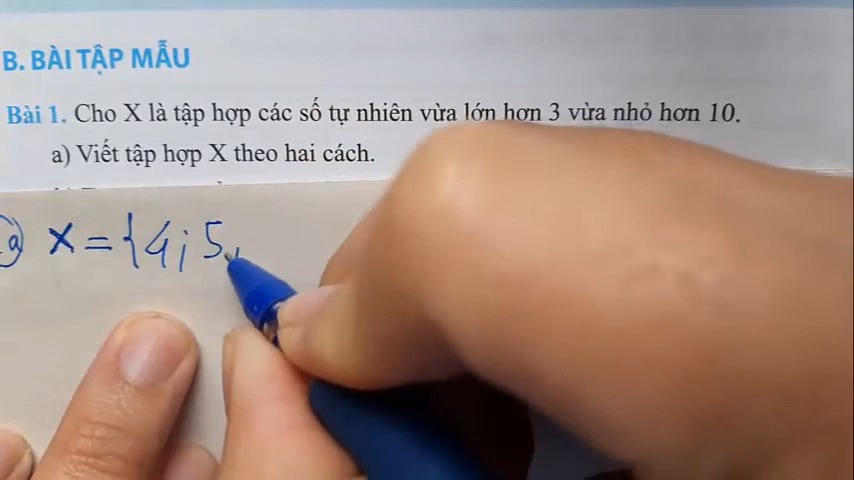 B. BÀI TẬP MẪU
Bài 1. Cho X là tập hợp các số tự nhiên vừa lớn hơn 3 vừa nhỏ hơn 10.
a) Viết tập hợp X theo hai cách.
a) X = {4; 5,